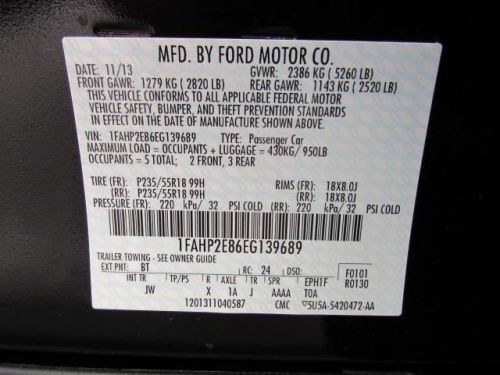 MFD. BY FORD MOTOR CO.
DATE: 11/13 GVWR: 2386 KG ( 5260 LB)
FRONT GAWR: 1279 KG ( 2820 LB) REAR GAWR: 1143 KG ( 2520 LB)
THIS VEHICLE CONFORMS TO ALL APPLICABLE FEDERAL MOTOR
VEHICLE SAFETY, BUMPER, AND THEFT PREVENTION STANDARDS
IN EFFECT ON THE DATE OF MANUFACTURE SHOWN ABOVE.
VIN: 1FAHP2E86EG139689 TYPE: Passenger Car
MAXIMUM LOAD = OCCUPANTS + LUGGAGE = 430KG/ 950LB
OCCUPANTS = 5 TOTAL; 2 FRONT, 3 REAR
TIRE (FR): P235/55R18 99H RIMS (FR): 18X8.0J
(RR): P235/55R18 99H (RR): 18X8.0J
PRESSURE (FR): 220 kPa/ 32 PSI COLD (RR): 220 kPa/ 32 PSI COLD
1FAHP2E86EG139689
TRAILER TOWING - SEE OWNER GUIDE
EXT PNT: BT RC: 24 DSO: F0101
INT TR TP/PS R AXLE TR SPR EPH1F R0130
JW X 1A J AAAA TOA
1201311040587 CMC 5U5A-5420472-AA